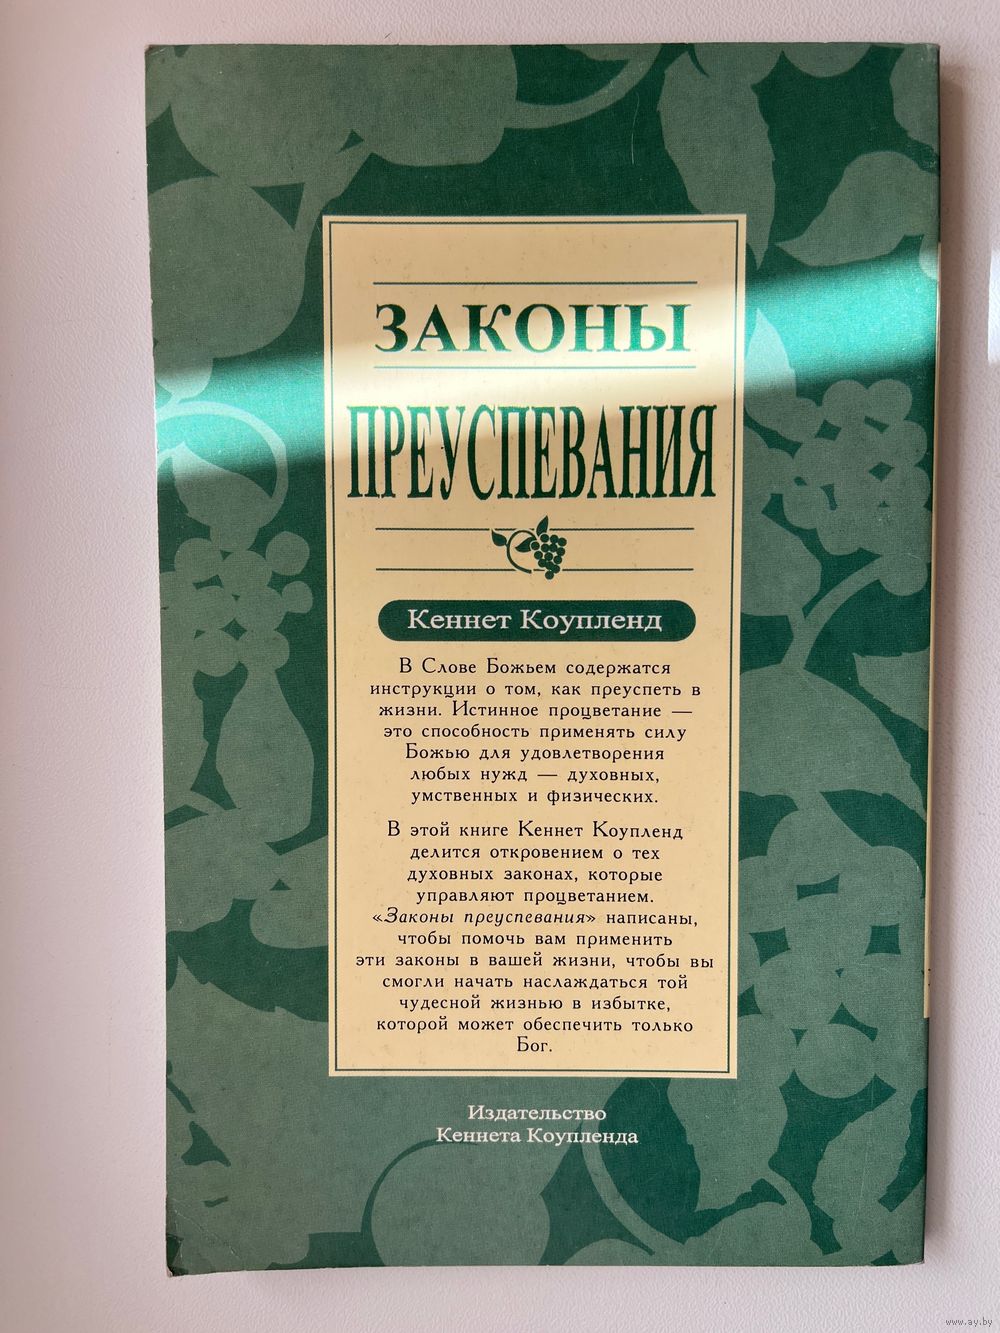 ЗАКОНЫ
ПРЕУСПЕВАНИЯ
Кеннет Коупленд
В Слове Божьем содержатся
инструкции о том, как преуспеть в
жизни. Истинное процветание —
это способность применять силу
Божью для удовлетворения
любых нужд — духовных,
умственных и физических.
В этой книге Кеннет Коупленд
делится откровением о тех
духовных законах, которые
управляют процветанием.
«Законы преуспевания» написаны,
чтобы помочь вам применить
эти законы в вашей жизни, чтобы вы
смогли начать наслаждаться той
чудесной жизнью в избытке,
которой может обеспечить только
Бог.
Издательство
Кеннета Коупленда
www.ay.by